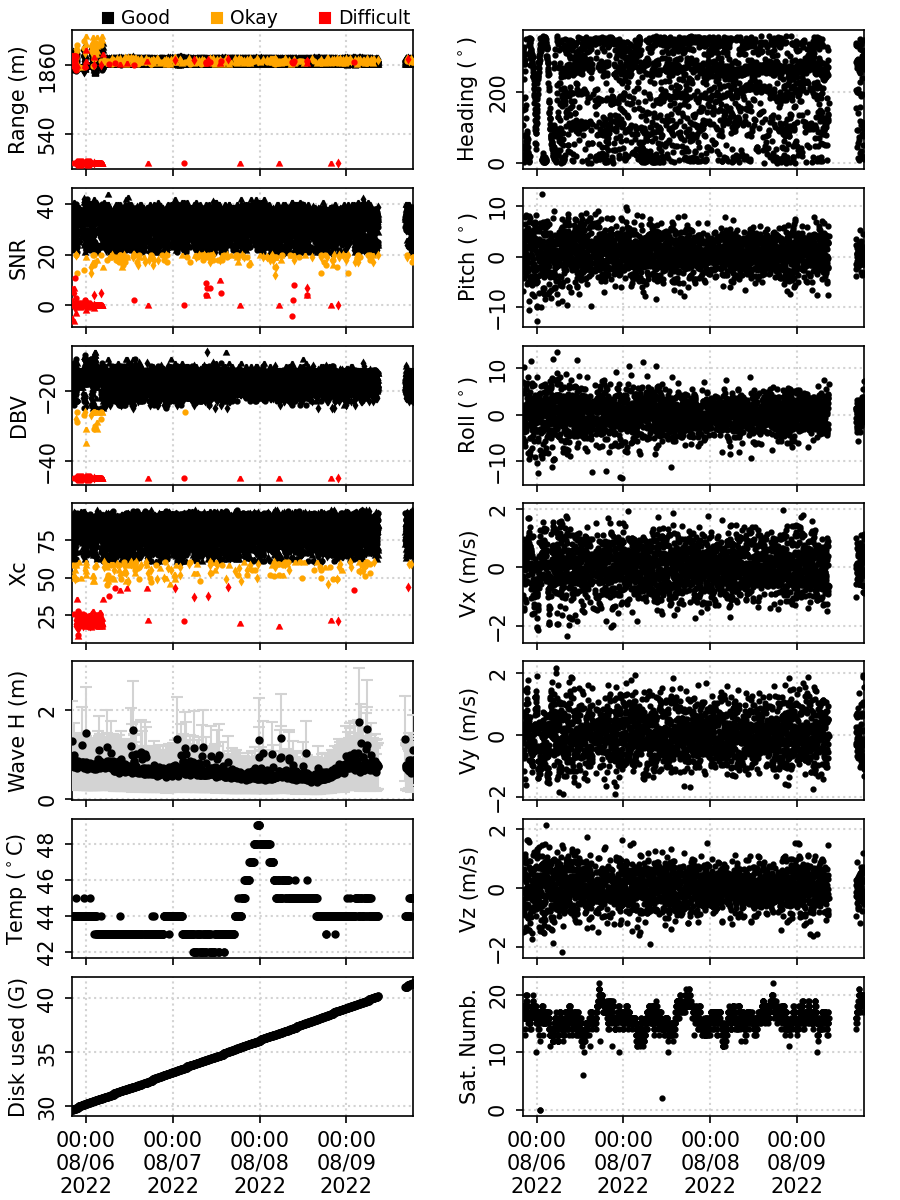 Good Okay Difficult
Range (m)
1860
540
Heading (°)
200
0
SNR
40
20
0
Pitch (°)
10
0
−10
DBV
−20
−40
Roll (°)
10
0
−10
Xc
75
50
25
Vx (m/s)
2
0
−2
Wave H (m)
2
0
Vy (m/s)
2
0
−2
Temp (°C)
48
46
44
42
Vz (m/s)
2
0
−2
Disk used (G)
40
35
30
Sat. Numb.
20
10
0
00:00 00:00 00:00 00:00
08/06 08/07 08/08 08/09
2022 2022 2022 2022
00:00 00:00 00:00 00:00
08/06 08/07 08/08 08/09
2022 2022 2022 2022